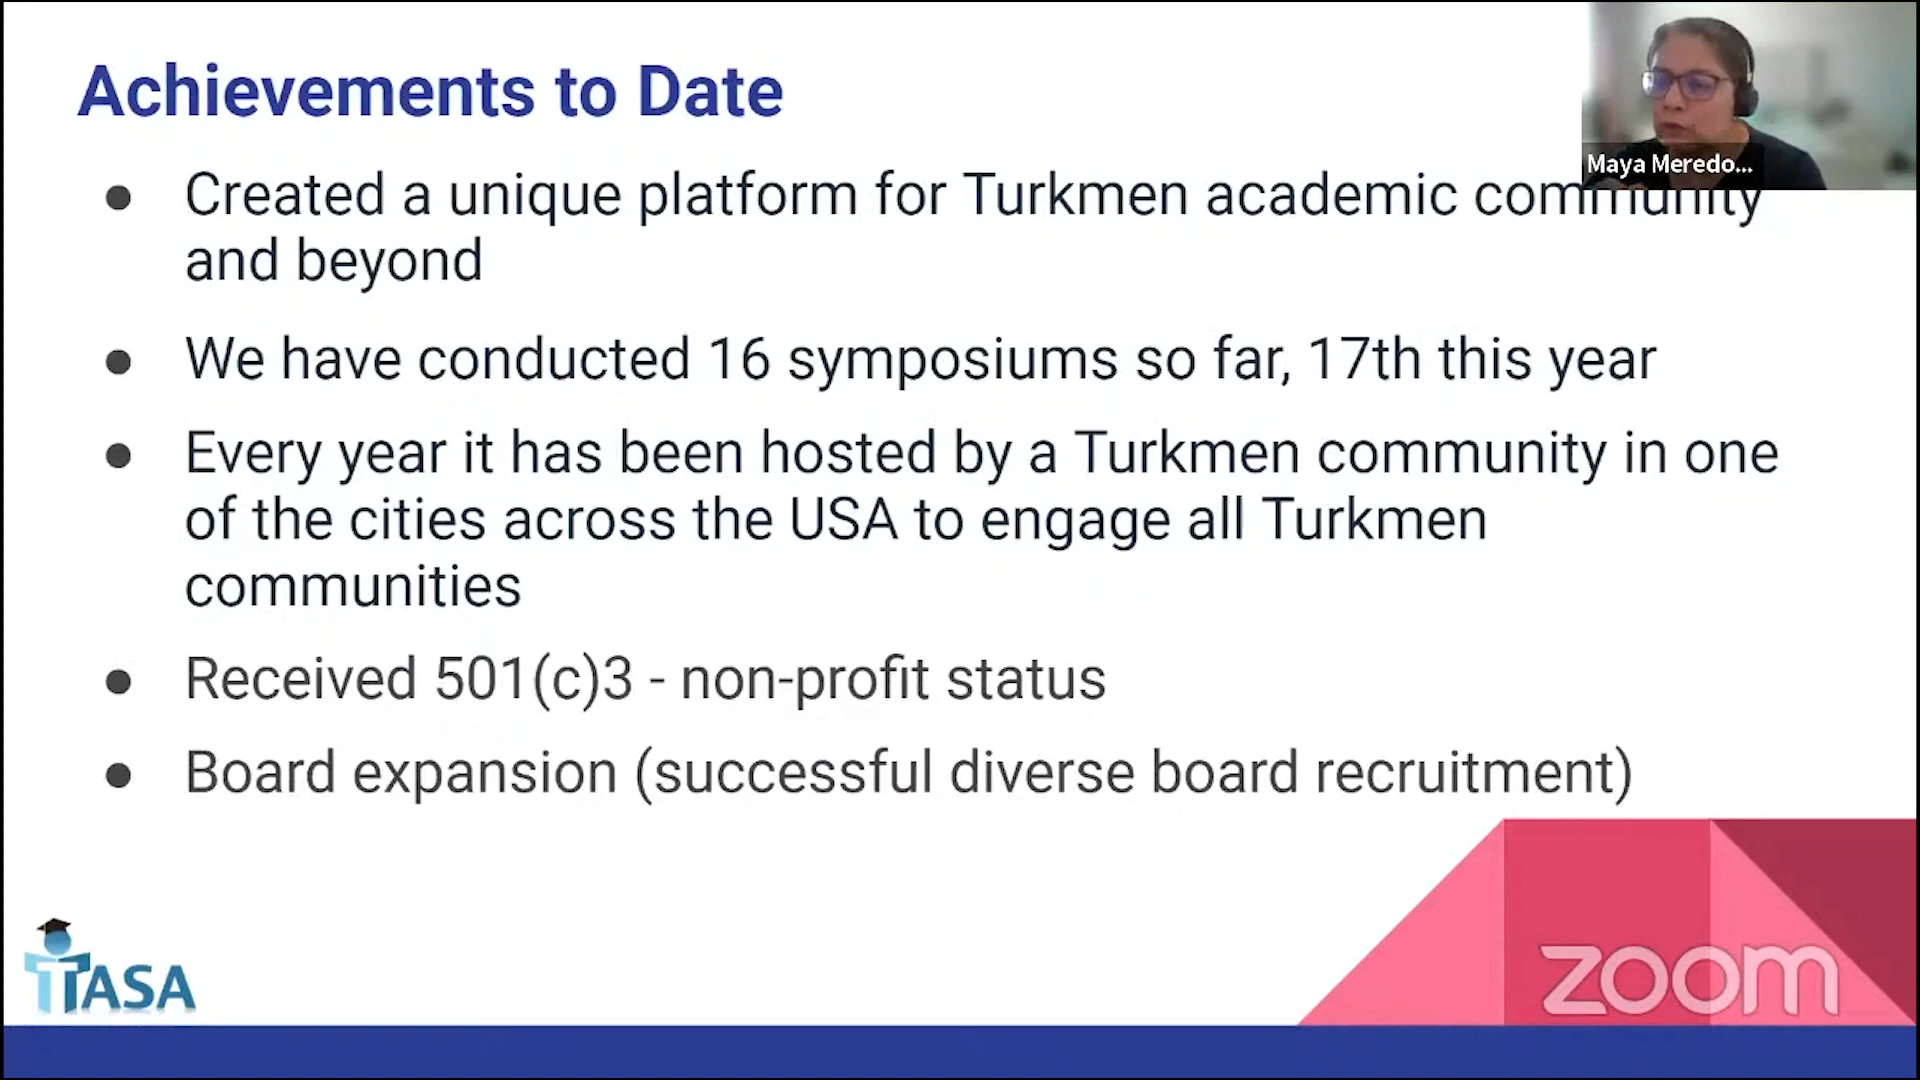 Achievements to Date
Maya Meredo...
● Created a unique platform for Turkmen academic community
and beyond
● We have conducted 16 symposiums so far, 17th this year
● Every year it has been hosted by a Turkmen community in one
of the cities across the USA to engage all Turkmen
communities
● Received 501(c)3 - non-profit status
● Board expansion (successful diverse board recruitment)
TASA
zoom